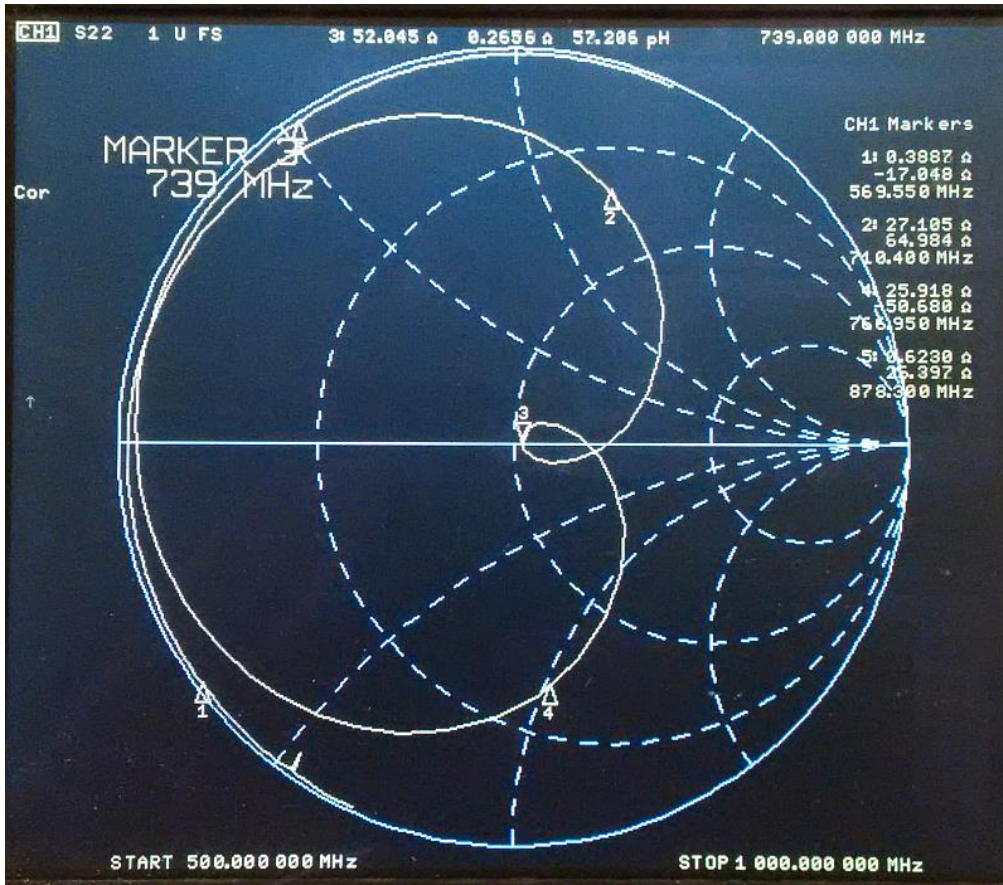 CH1 S22 1 U FS 3: 52.045 Ω 0.2656 Ω 57.206 pH 739.000 000 MHz
MARKER 3
739 MHz
Cor
CH1 Markers
1: 0.3887 Ω
-17.048 Ω
569.550 MHz
2: 27.105 Ω
64.984 Ω
710.400 MHz
4: 25.918 Ω
-50.680 Ω
766.950 MHz
5: 0.6230 Ω
26.397 Ω
878.300 MHz
↑
2
3
1
4
START 500.000 000 MHz STOP 1 000.000 000 MHz